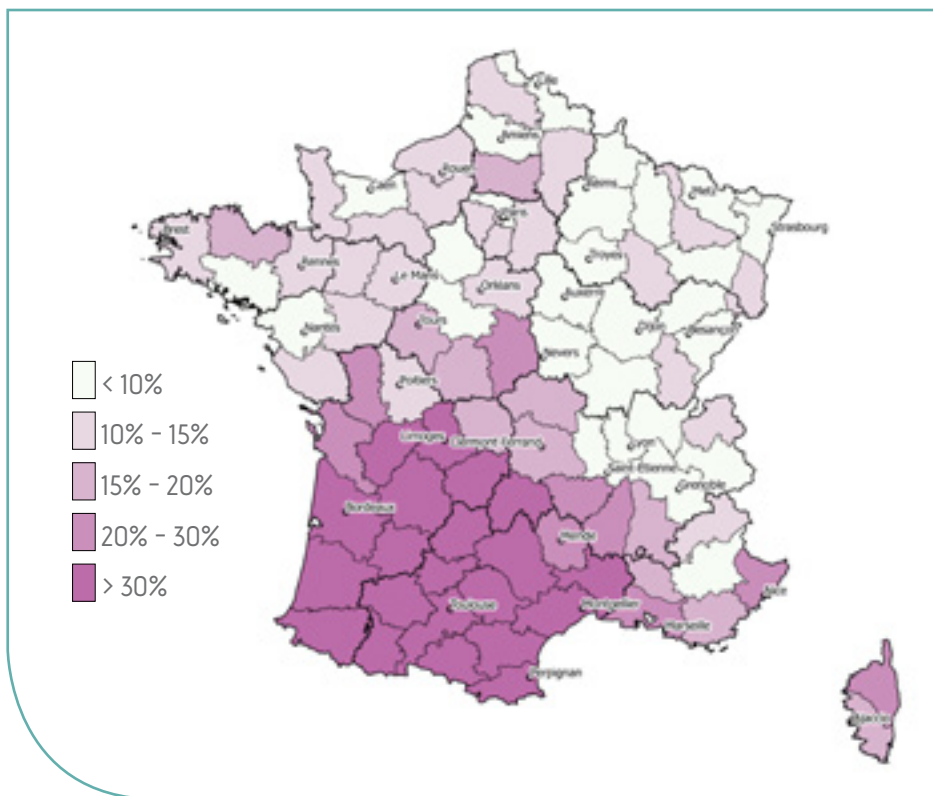 Lille
Amiens
Rouen
Caen
Reims
Metz
Paris
Strasbourg
Brest
Rennes
Troyes
Le Mans
Orléans
Auxerre
Tours
Dijon
Besançon
Nantes
Nevers
Poitiers
Limoges
Clermont-Ferrand
Lyon
Saint-Etienne
Grenoble
Bordeaux
Mende
Nice
Toulouse
Montpellier
Marseille
Perpignan
Ajaccio
< 10%
10% - 15%
15% - 20%
20% - 30%
> 30%